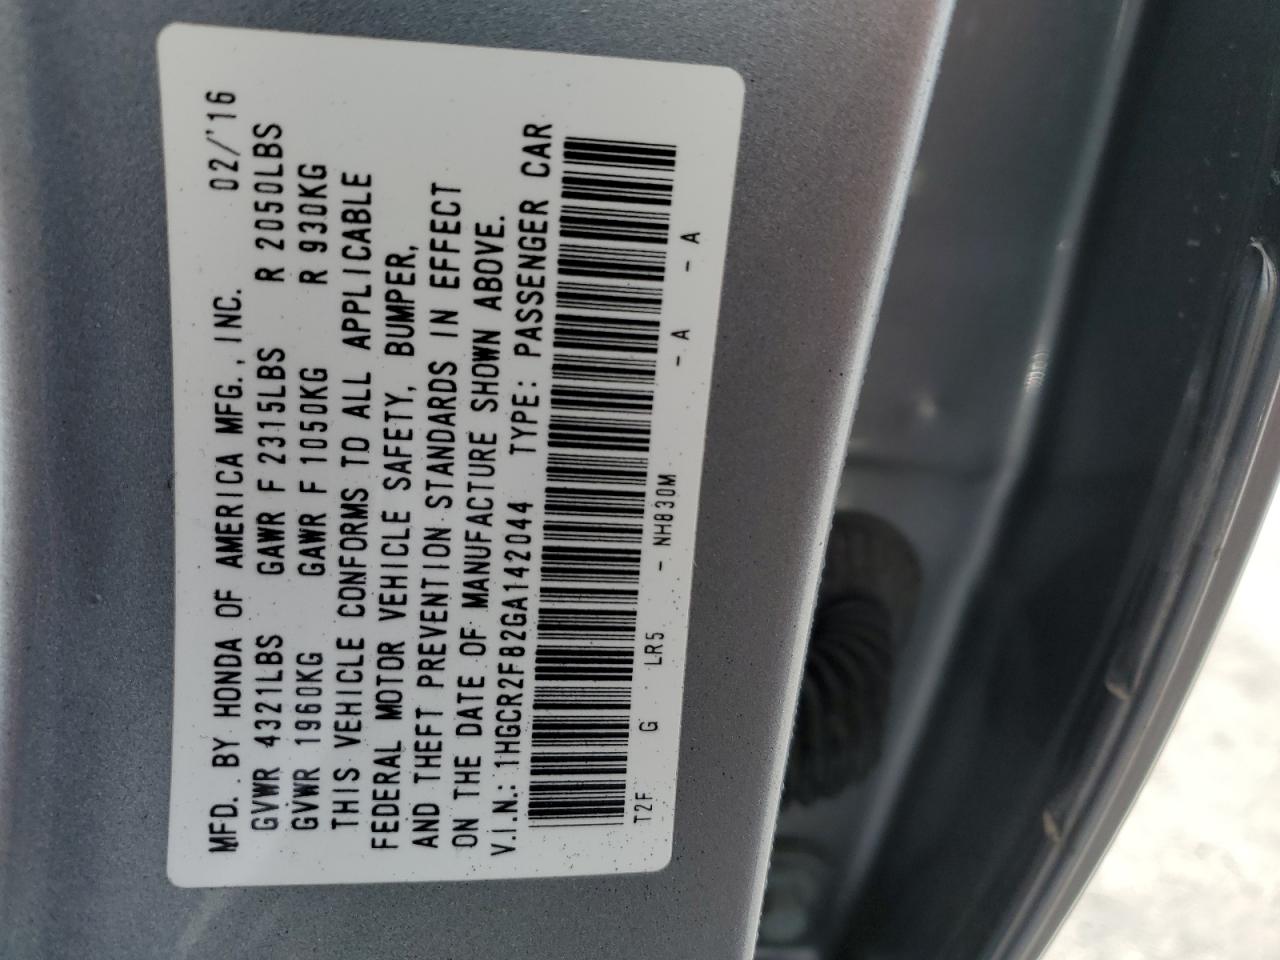 MFD. BY HONDA OF AMERICA MFG., INC. 02/'16
GVWR 4321LBS GAWR F 2315LBS R 2050LBS
GVWR 1960KG GAWR F 1050KG R 930KG
THIS VEHICLE CONFORMS TO ALL APPLICABLE
FEDERAL MOTOR VEHICLE SAFETY, BUMPER,
AND THEFT PREVENTION STANDARDS IN EFFECT
ON THE DATE OF MANUFACTURE SHOWN ABOVE.
V.I.N.: 1HGCR2F82GA142044 TYPE: PASSENGER CAR
T2F G LR5 - NH830M - A - A